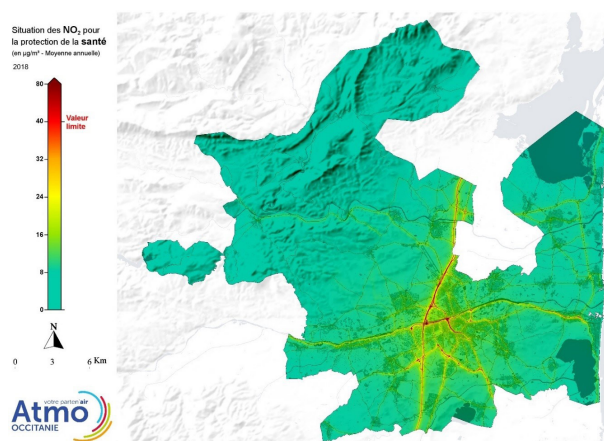 Situation des NO₂ pour
la protection de la santé
(en µg/m³ - Moyenne annuelle)
2018
80
Valeur
limite
40
32
24
16
8
0
N
0 3 6 Km
votre parten'air
Atmo
OCCITANIE